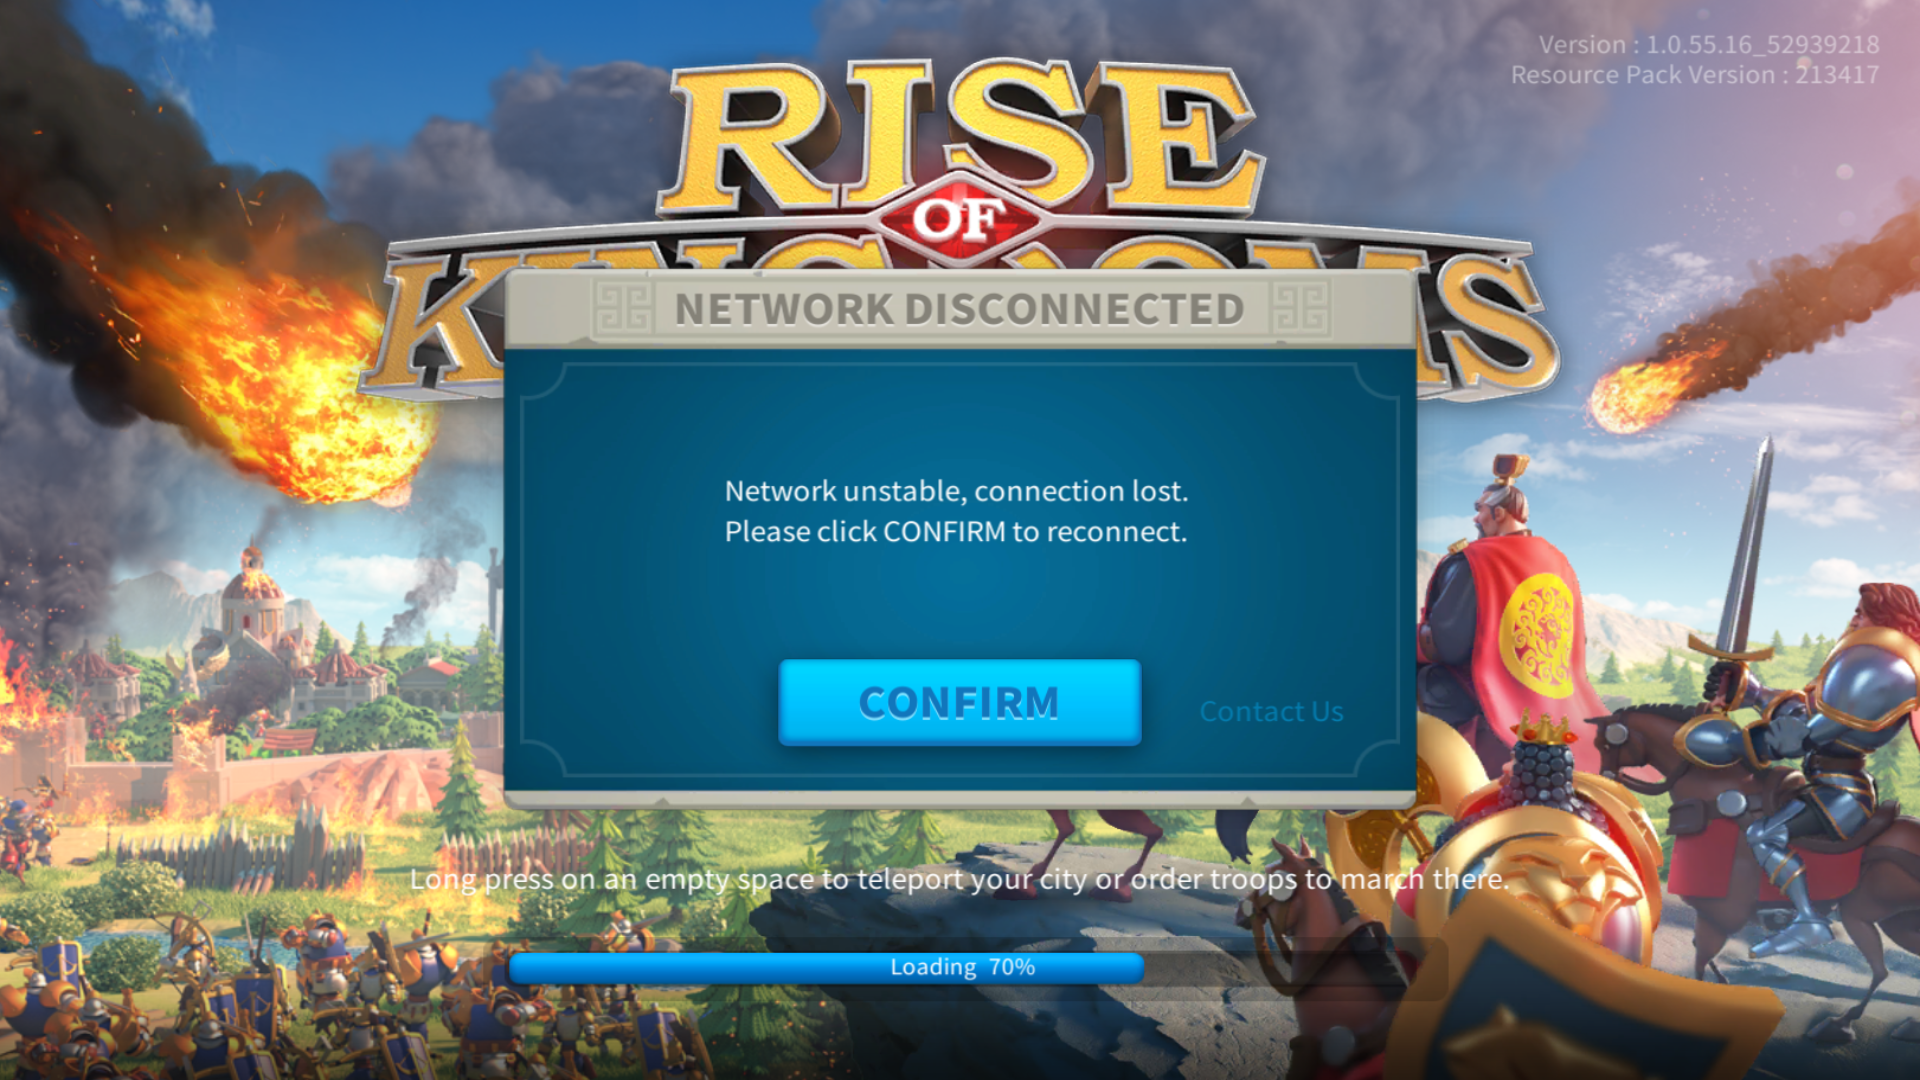 Version : 1.0.55.16_52939218
Resource Pack Version : 213417
RISE
OF
KINGDOMS
NETWORK DISCONNECTED
Network unstable, connection lost.
Please click CONFIRM to reconnect.
CONFIRM
Contact Us
Long press on an empty space to teleport your city or order troops to march there.
Loading 70%